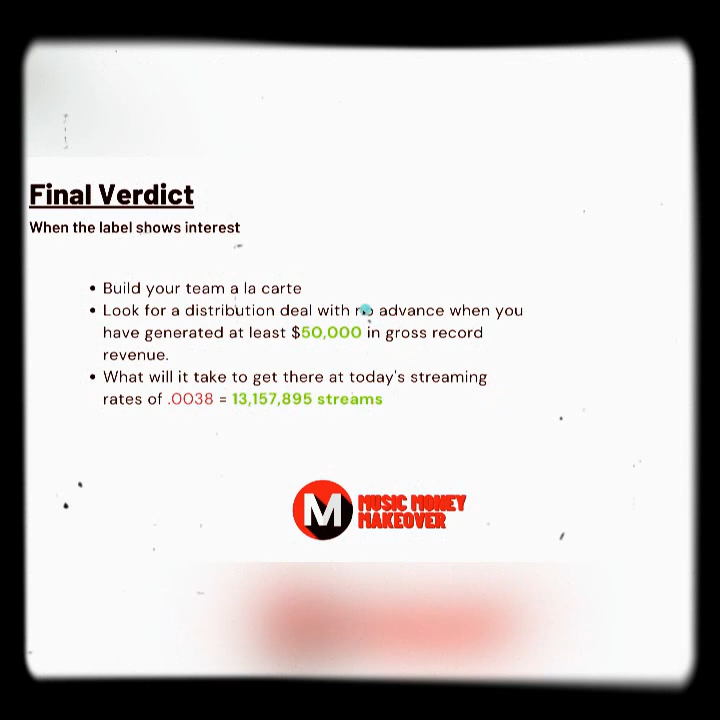 Final Verdict
When the label shows interest
• Build your team a la carte
• Look for a distribution deal with no advance when you
have generated at least $50,000 in gross record
revenue.
• What will it take to get there at today's streaming
rates of .0038 = 13,157,895 streams
M MUSIC MONEY
MAKEOVER